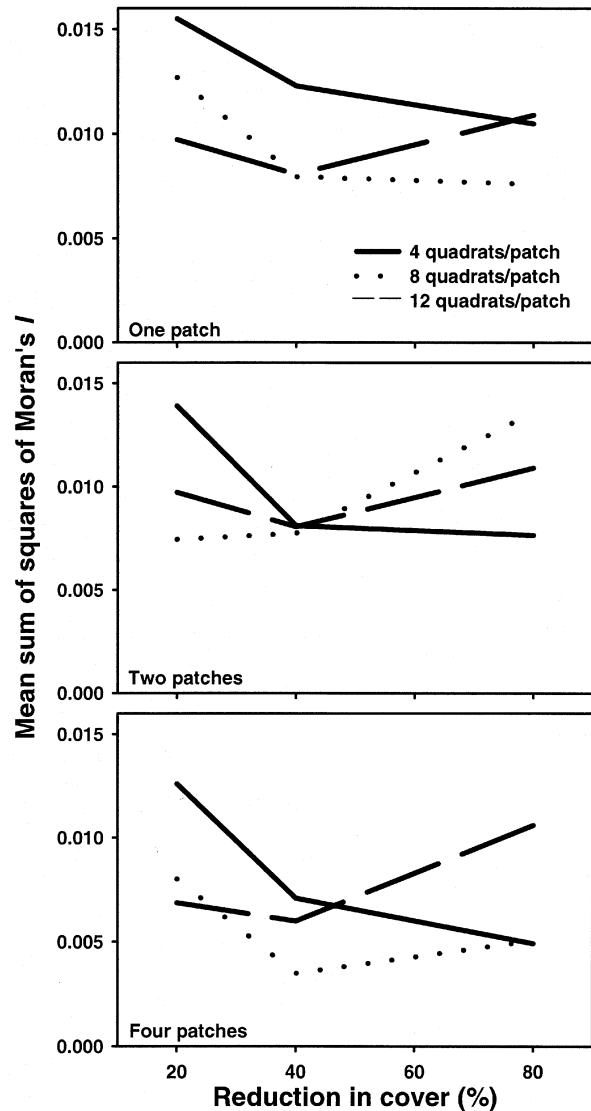 0.015
0.010
0.005
0.000
4 quadrats/patch
8 quadrats/patch
12 quadrats/patch
One patch
0.015
0.010
0.005
0.000
Two patches
0.015
0.010
0.005
0.000
Four patches
20 40 60 80
Reduction in cover (%)
Mean sum of squares of Moran's I